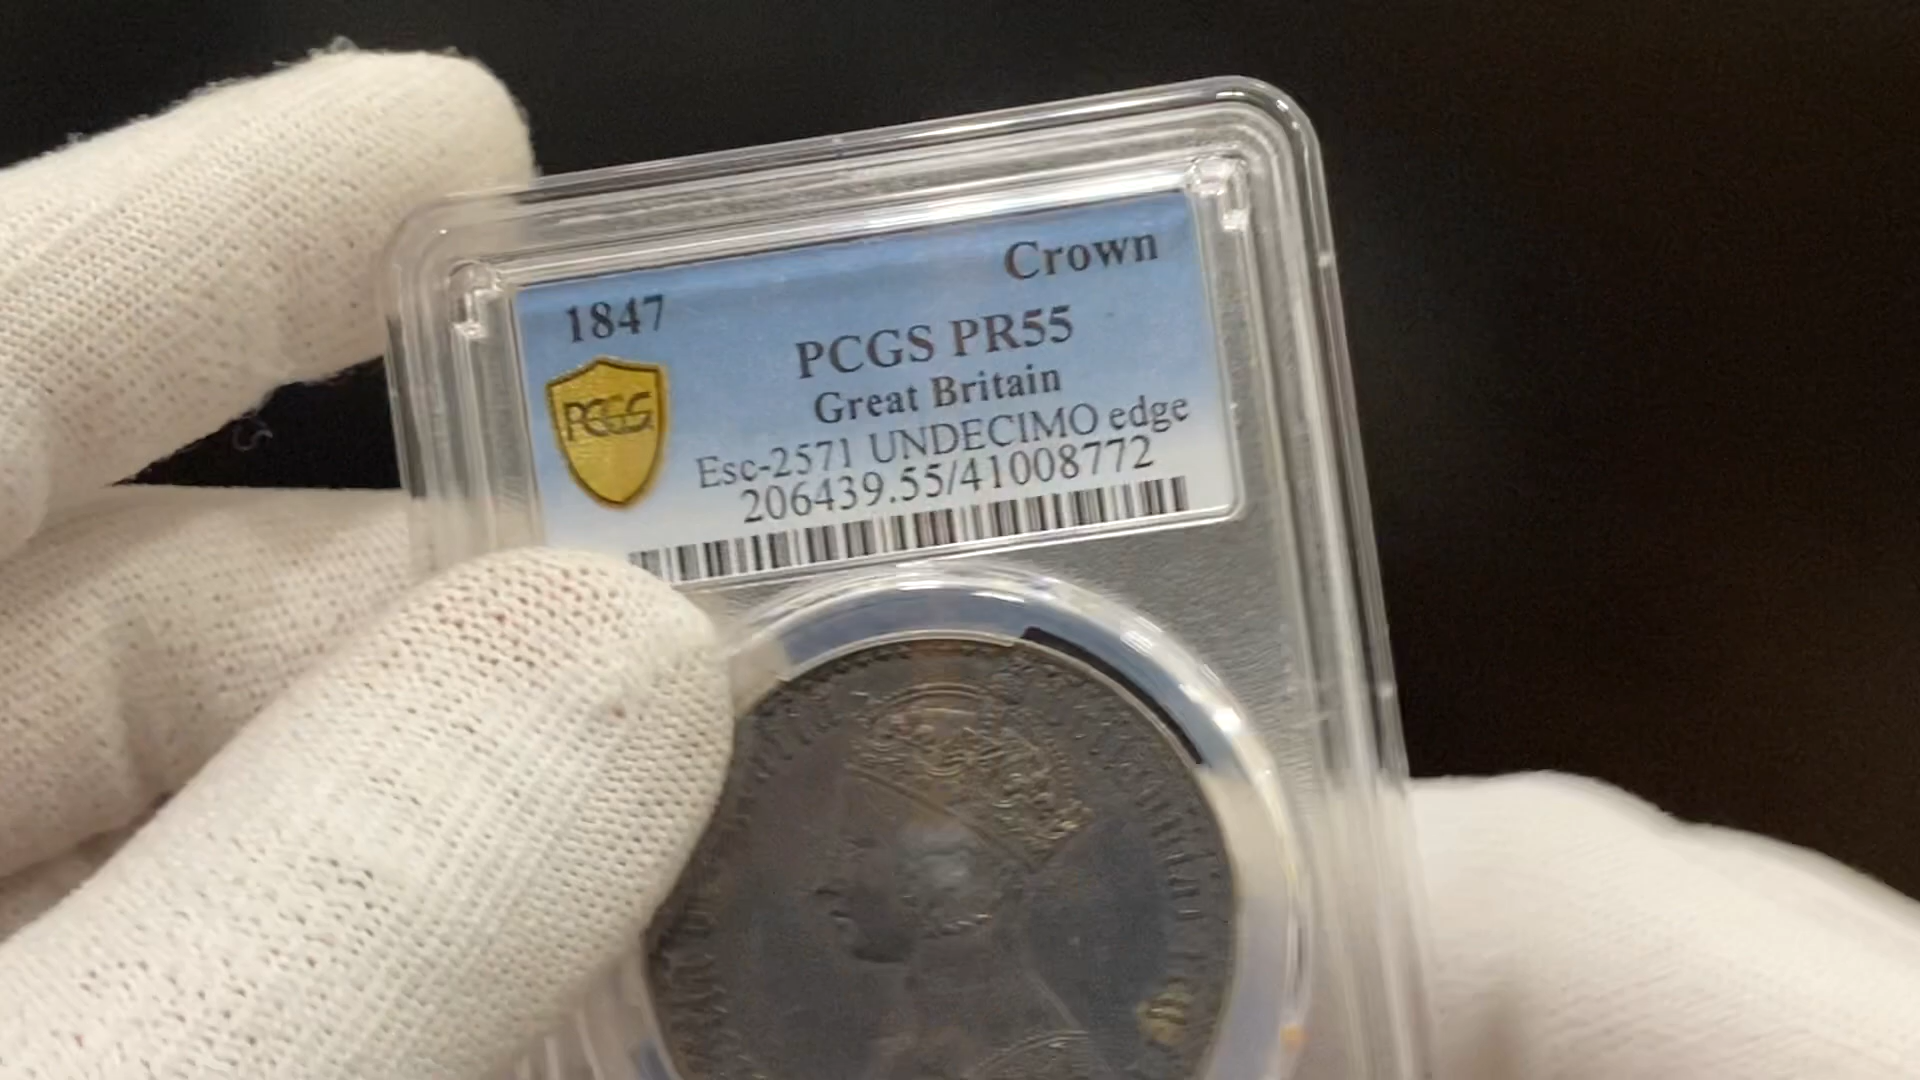 1847 Crown
PCGS PR55
PCGS
Great Britain
Esc-2571 UNDECIMO edge
206439.55/41008772